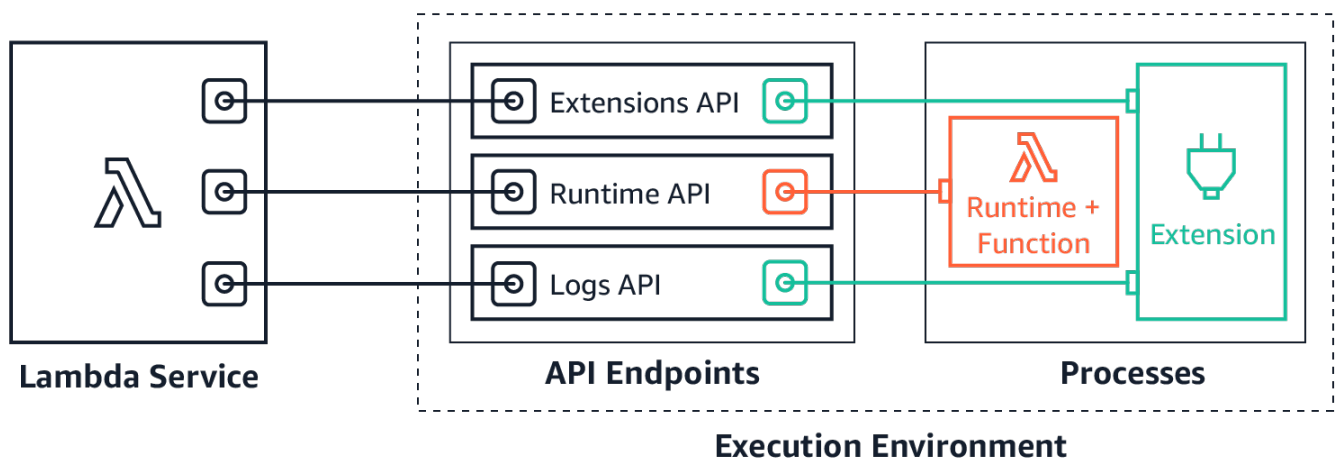 Extensions API
Runtime API
Logs API
Runtime +
Function
Extension
Lambda Service
API Endpoints
Processes
Execution Environment